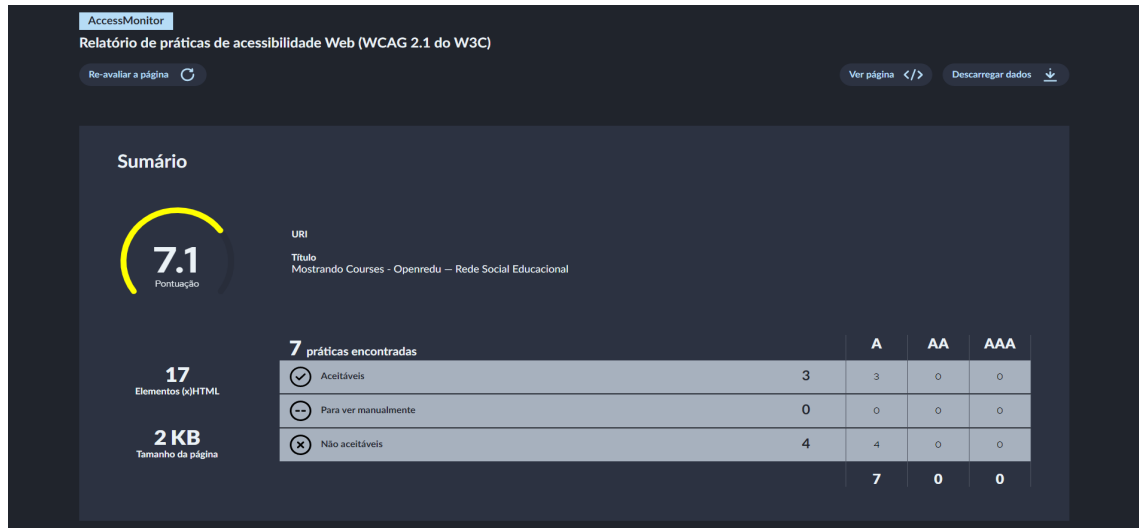 AccessMonitor
Relatório de práticas de acessibilidade Web (WCAG 2.1 do W3C)
Re-avaliar a página
Ver página </>
Descarregar dados
Sumário
7.1
Pontuação
URI
Título
Mostrando Courses - Openredu — Rede Social Educacional
17
Elementos (x)HTML
2 KB
Tamanho da página
7 práticas encontradas A AA AAA
Aceitáveis 3 3 0 0
Para ver manualmente 0 0 0 0
Não aceitáveis 4 4 0 0
7 0 0